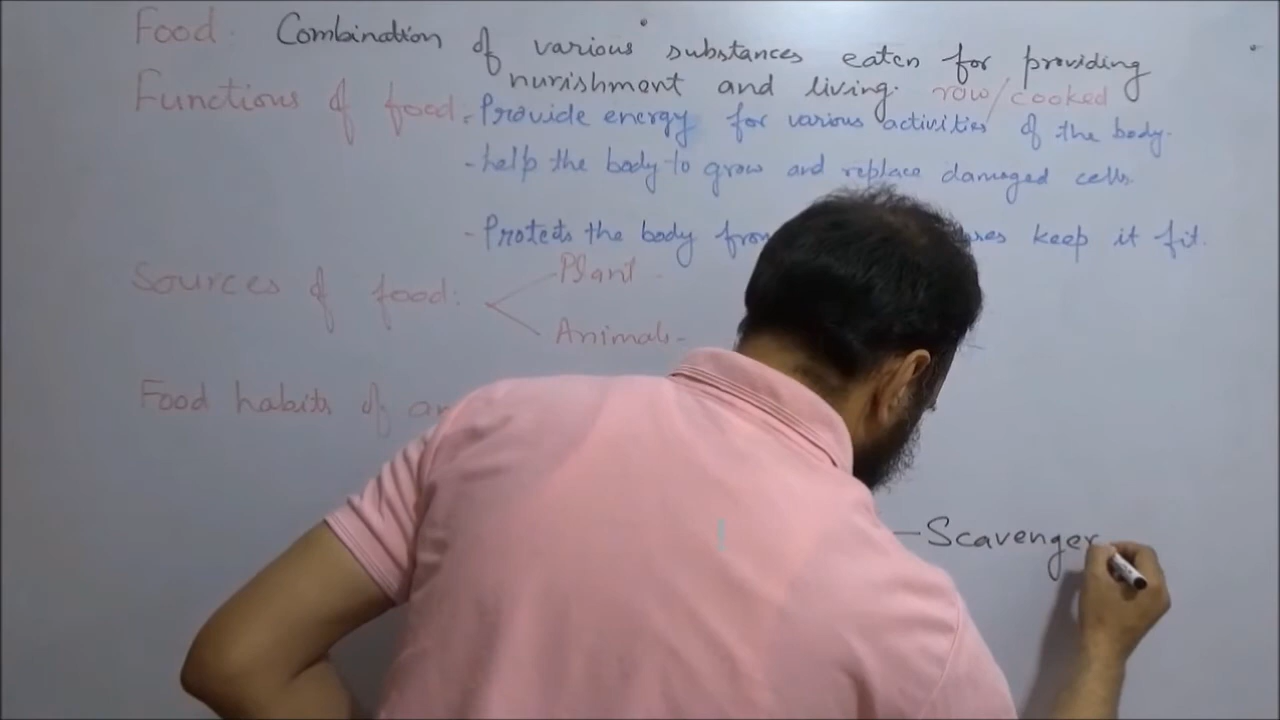 Food. Combination of various substances eaten for providing
nurishment and living. row/cooked
Functions of food: - Provide energy for various activities of the body.
- help the body to grow and replace damaged cells.
- Protects the body from keep it fit.
Sources of food: Plant
Animals
Food habits of
Scavenger